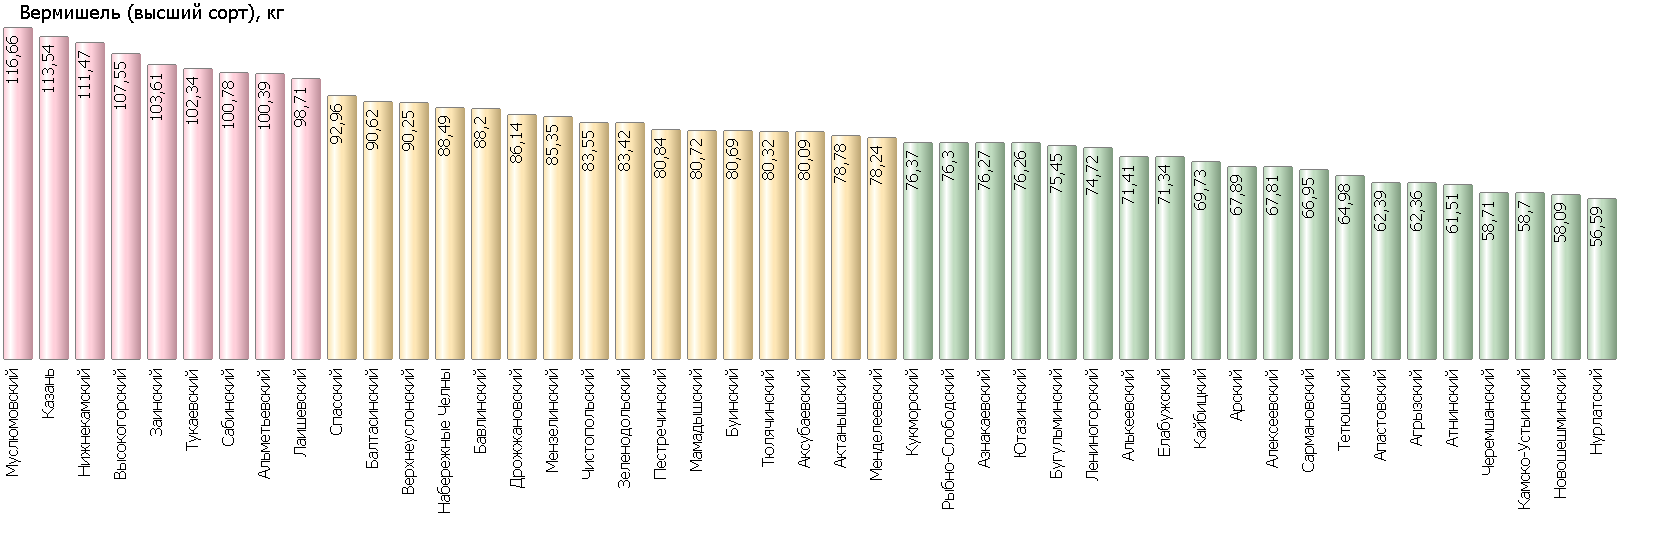 Вермишель (высший сорт), кг
116,66
113,54
111,47
107,55
103,61
102,34
100,78
100,39
98,71
92,96
90,62
90,25
88,49
88,2
86,14
85,35
83,55
83,42
80,84
80,72
80,69
80,32
80,09
78,78
78,24
76,37
76,3
76,27
76,26
75,45
74,72
71,41
71,34
69,73
67,89
67,81
66,95
64,98
62,39
62,36
61,51
58,71
58,7
58,09
56,59
Муслюмовский
Казань
Нижнекамский
Высокогорский
Заинский
Тукаевский
Сабинский
Альметьевский
Лаишевский
Спасский
Балтасинский
Верхнеуслонский
Набережные Челны
Бавлинский
Дрожжановский
Мензелинский
Чистопольский
Зеленодольский
Пестречинский
Мамадышский
Буинский
Тюлячинский
Аксубаевский
Актанышский
Менделеевский
Кукморский
Рыбно-Слободский
Азнакаевский
Ютазинский
Бугульминский
Лениногорский
Алькеевский
Елабужский
Кайбицкий
Арский
Алексеевский
Сармановский
Тетюшский
Апастовский
Агрызский
Атнинский
Черемшанский
Камско-Устьинский
Новошешминский
Нурлатский